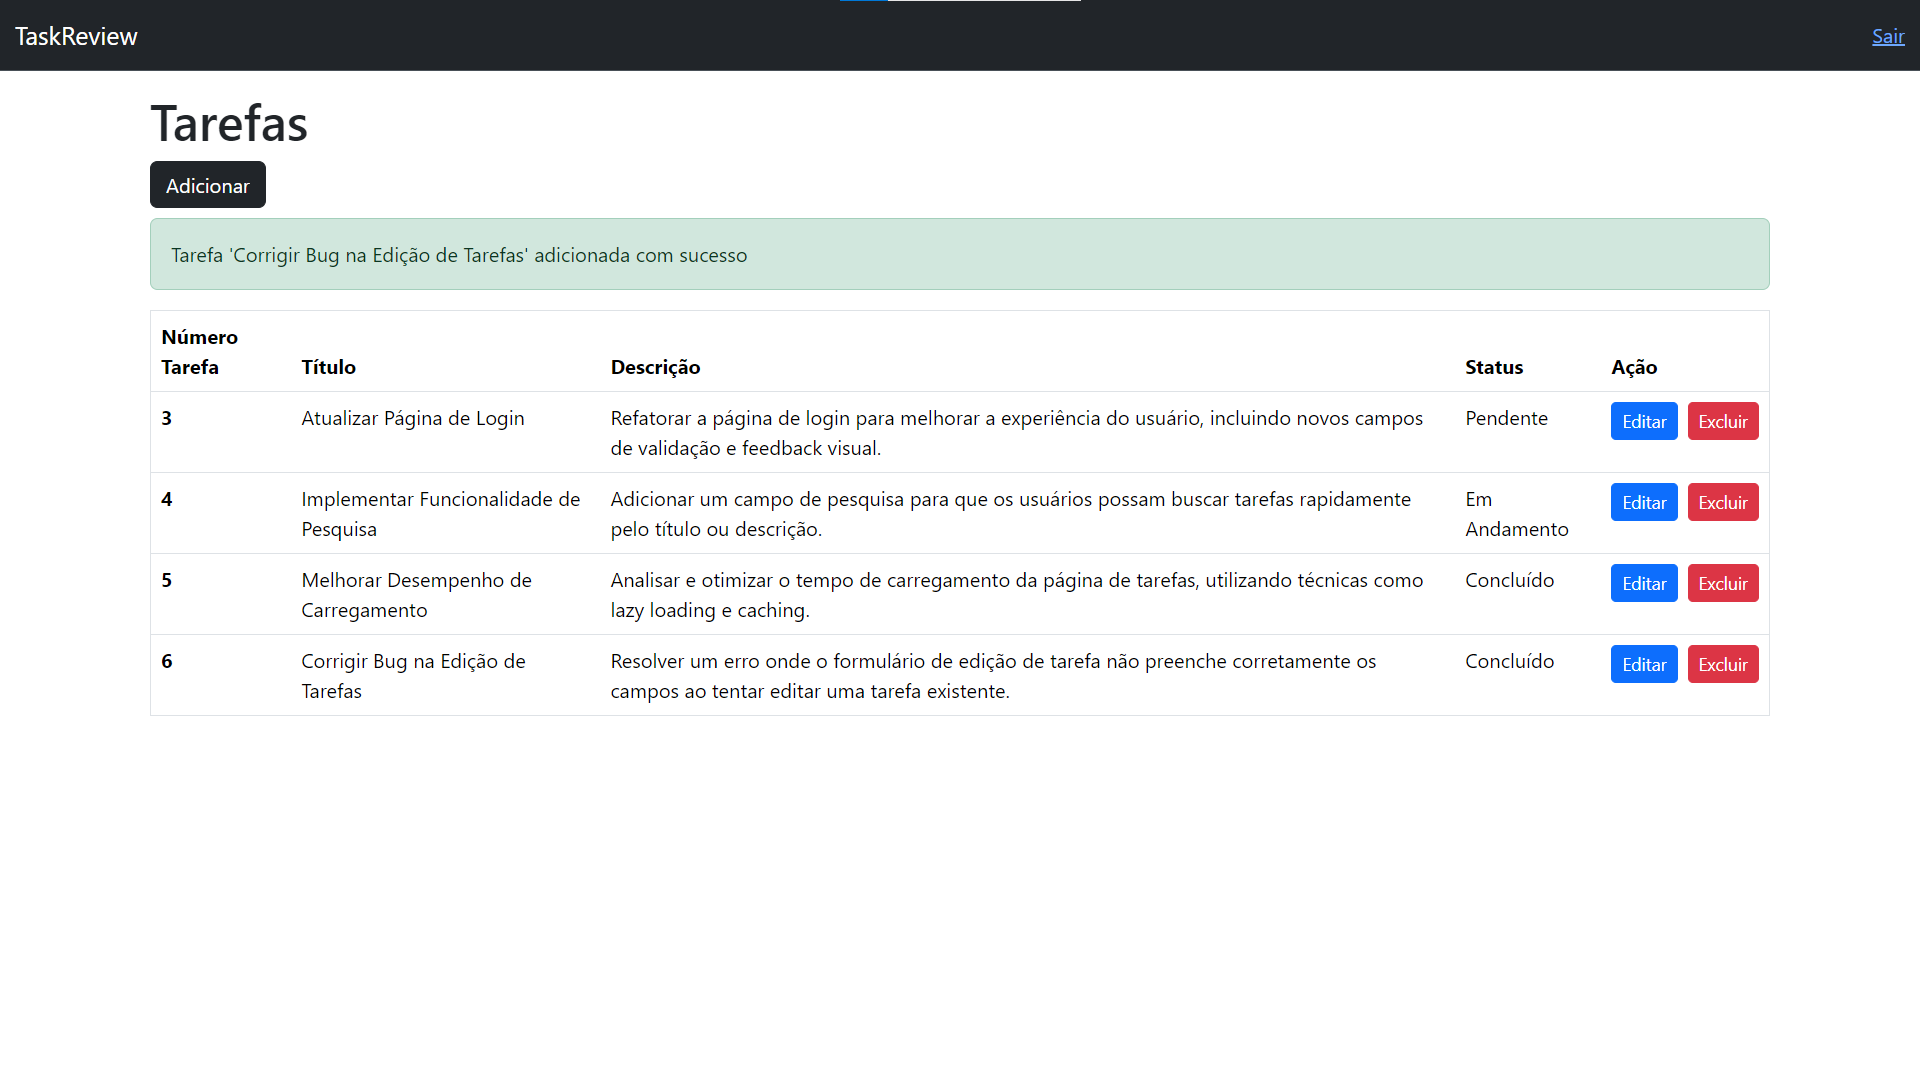 TaskReview
Sair
Tarefas
Adicionar
Tarefa 'Corrigir Bug na Edição de Tarefas' adicionada com sucesso
Número
Tarefa Título Descrição Status Ação
3 Atualizar Página de Login Refatorar a página de login para melhorar a experiência do usuário, incluindo novos campos Pendente Editar Excluir
de validação e feedback visual.
4 Implementar Funcionalidade de Adicionar um campo de pesquisa para que os usuários possam buscar tarefas rapidamente Em Editar Excluir
Pesquisa pelo título ou descrição. Andamento
5 Melhorar Desempenho de Analisar e otimizar o tempo de carregamento da página de tarefas, utilizando técnicas como Concluído Editar Excluir
Carregamento lazy loading e caching.
6 Corrigir Bug na Edição de Resolver um erro onde o formulário de edição de tarefa não preenche corretamente os Concluído Editar Excluir
Tarefas campos ao tentar editar uma tarefa existente.